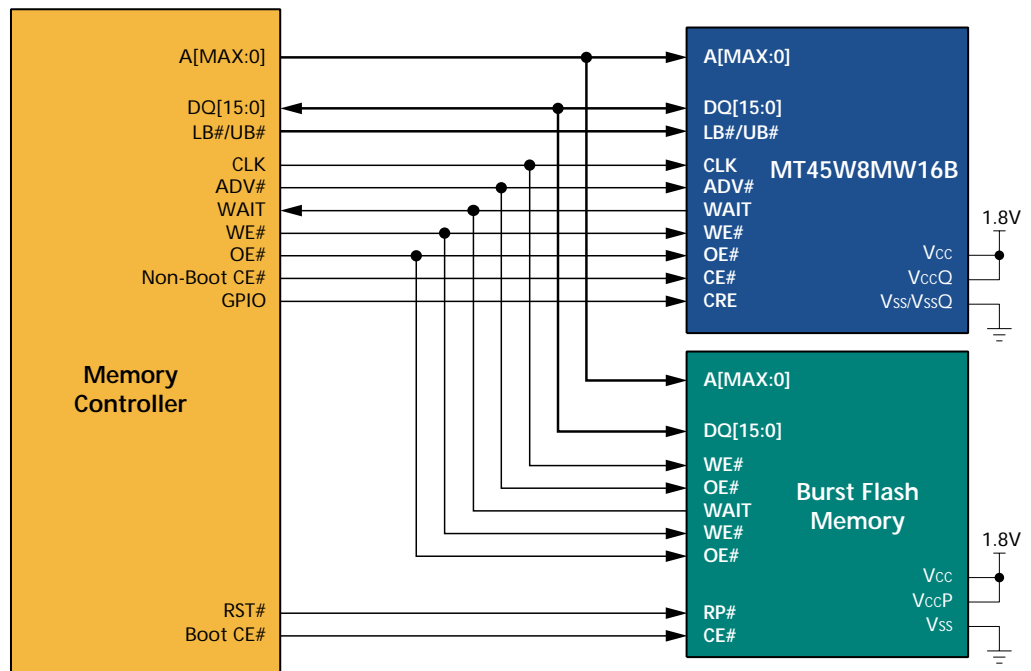 A[MAX:0]
DQ[15:0]
LB#/UB#
CLK
ADV#
WAIT
WE#
OE#
Non-Boot CE#
GPIO
Memory
Controller
RST#
Boot CE#
A[MAX:0]
DQ[15:0]
LB#/UB#
CLK
MT45W8MW16B
ADV#
WAIT
WE#
OE#
CE#
CRE
1.8V
Vcc
VccQ
Vss/VssQ
A[MAX:0]
DQ[15:0]
WE#
OE#
WAIT
WE#
OE#
Burst Flash
Memory
RP#
CE#
1.8V
Vcc
VccP
Vss